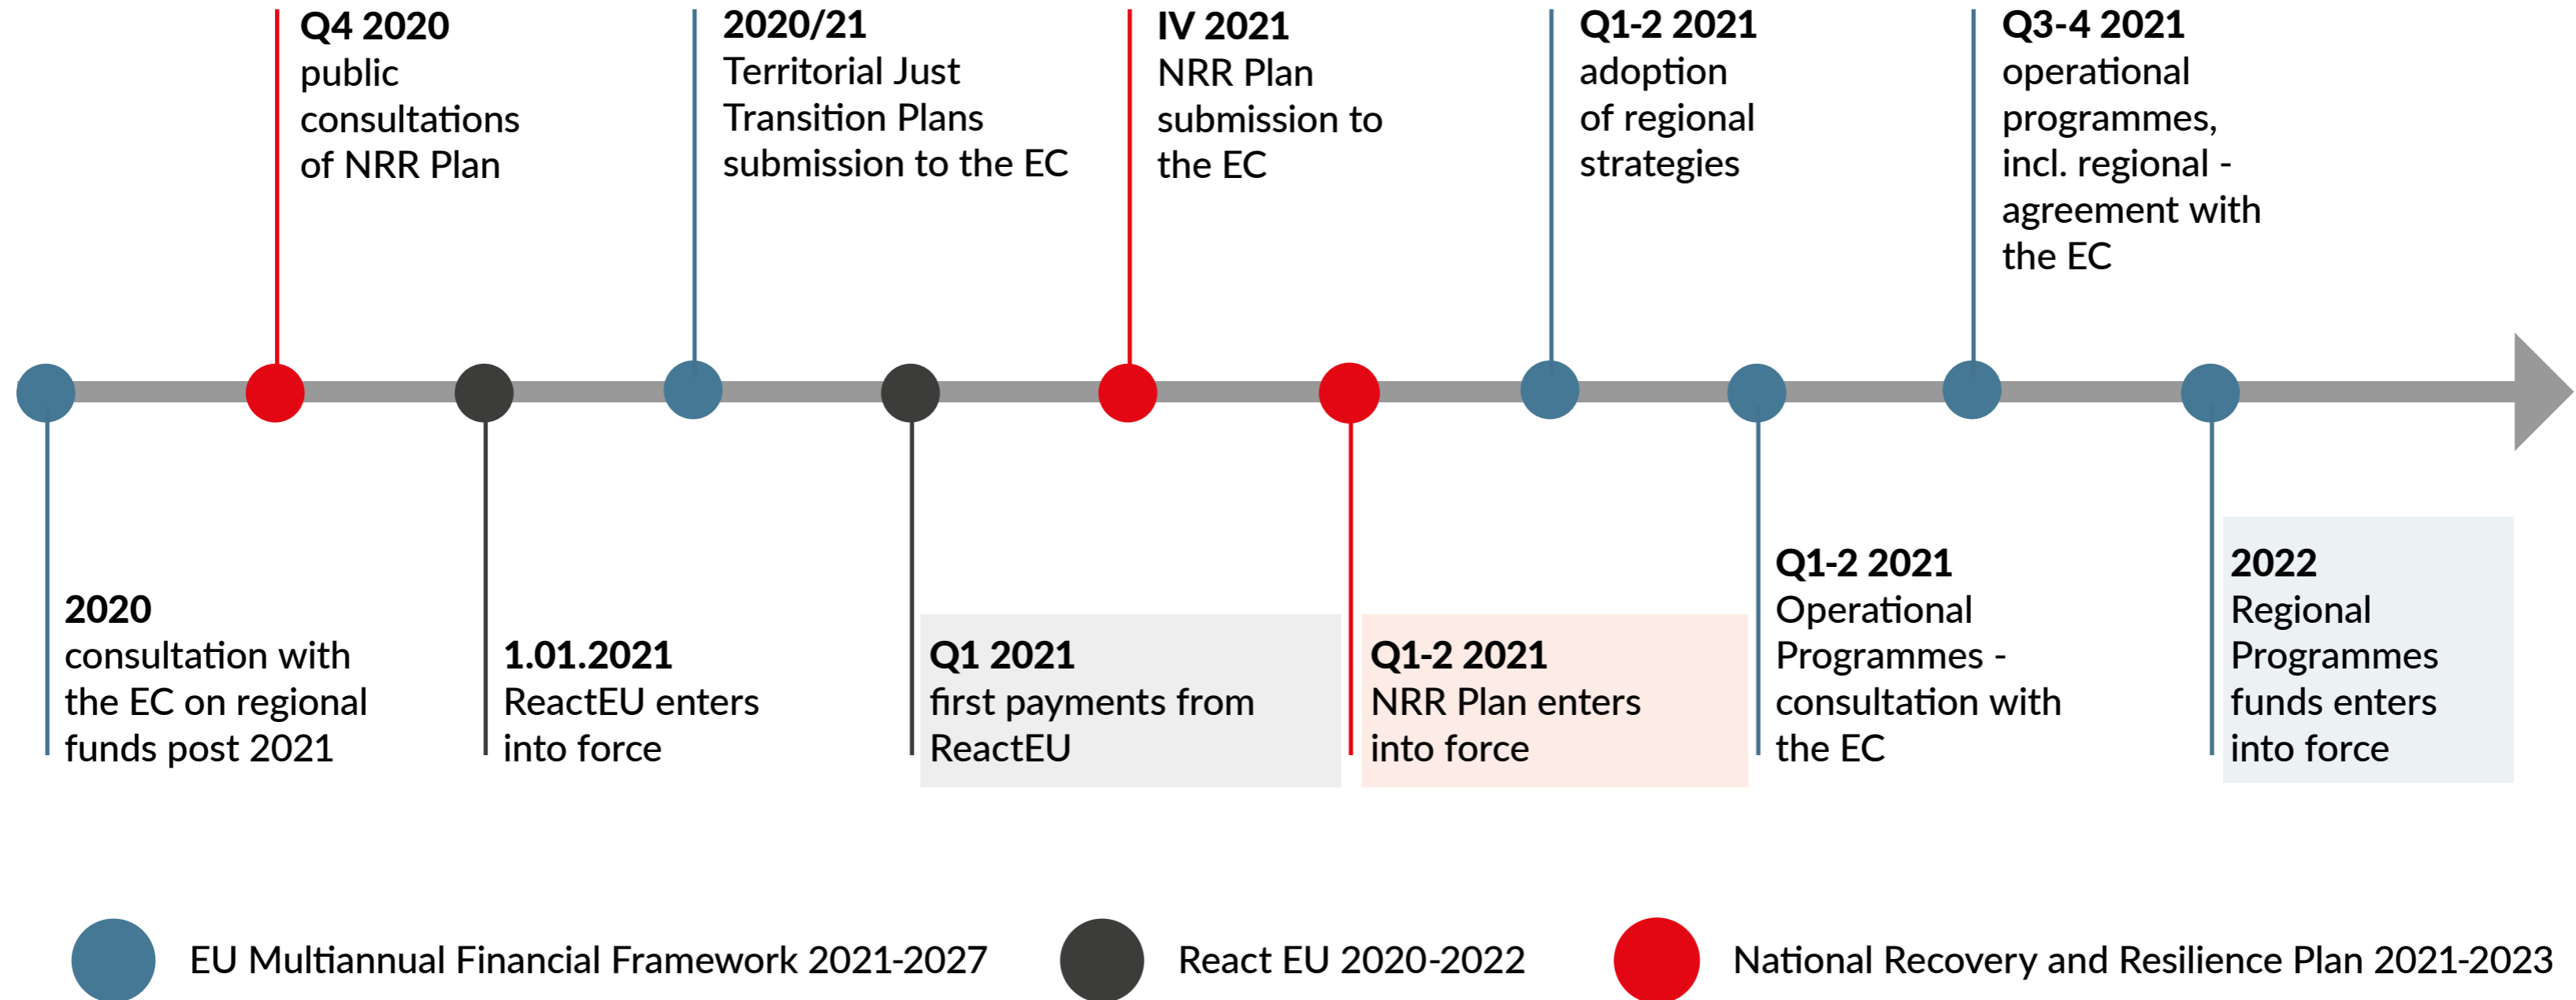 Q4 2020
public
consultations
of NRR Plan
2020/21
Territorial Just
Transition Plans
submission to the EC
IV 2021
NRR Plan
submission to
the EC
Q1-2 2021
adoption
of regional
strategies
Q3-4 2021
operational
programmes,
incl. regional -
agreement with
the EC
2020
consultation with
the EC on regional
funds post 2021
1.01.2021
ReactEU enters
into force
Q1 2021
first payments from
ReactEU
Q1-2 2021
NRR Plan enters
into force
Q1-2 2021
Operational
Programmes -
consultation with
the EC
2022
Regional
Programmes
funds enters
into force
EU Multiannual Financial Framework 2021-2027
React EU 2020-2022
National Recovery and Resilience Plan 2021-2023